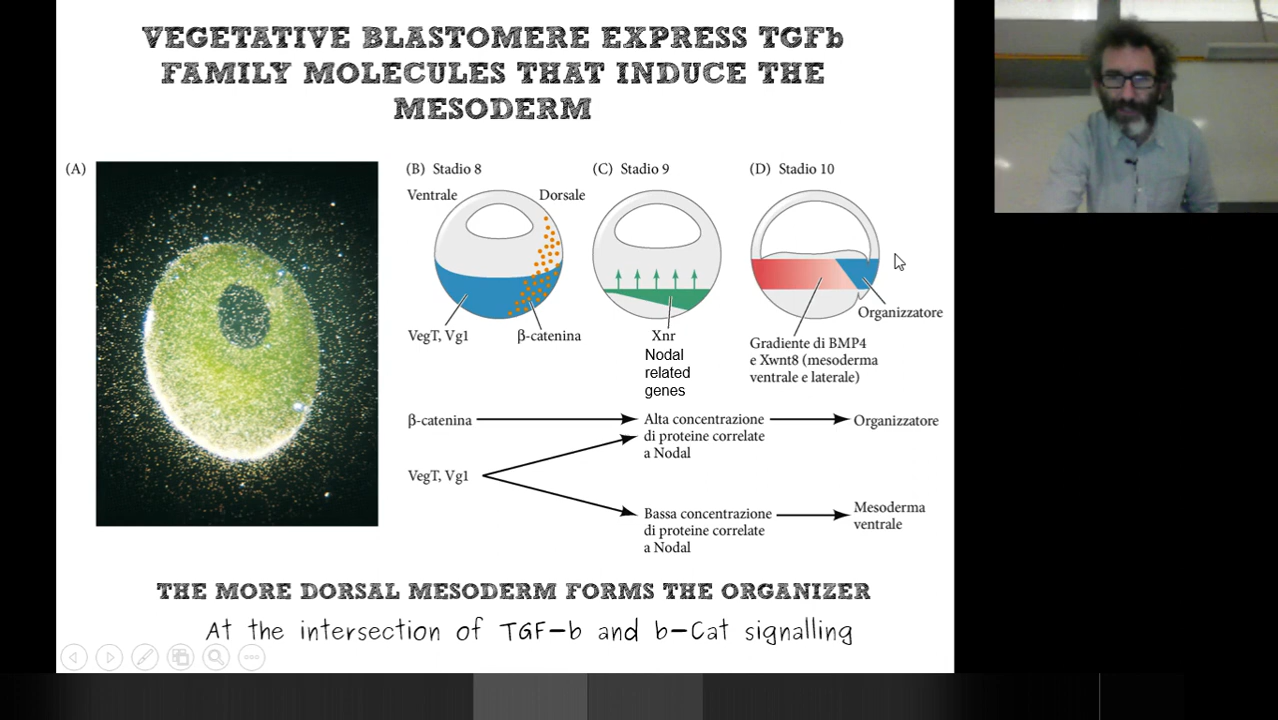 VEGETATIVE BLASTOMERE EXPRESS TGFb
FAMILY MOLECULES THAT INDUCE THE
MESODERM
(A)
(B) Stadio 8
(C) Stadio 9
(D) Stadio 10
Ventrale
Dorsale
VegT, Vg1
β-catenina
Xnr
Nodal
related
genes
Organizzatore
Gradiente di BMP4
e Xwnt8 (mesoderma
ventrale e laterale)
β-catenina
Alta concentrazione
di proteine correlate
a Nodal
Organizzatore
VegT, Vg1
Bassa concentrazione
di proteine correlate
a Nodal
Mesoderma
ventrale
THE MORE DORSAL MESODERM FORMS THE ORGANIZER
At the intersection of TGF-b and b-Cat signalling